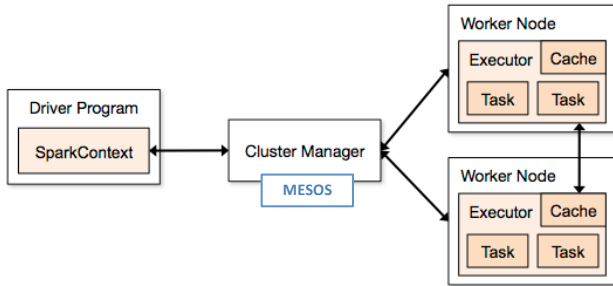 Driver Program
SparkContext
Cluster Manager
MESOS
Worker Node
Executor
Cache
Task
Task
Worker Node
Executor
Cache
Task
Task